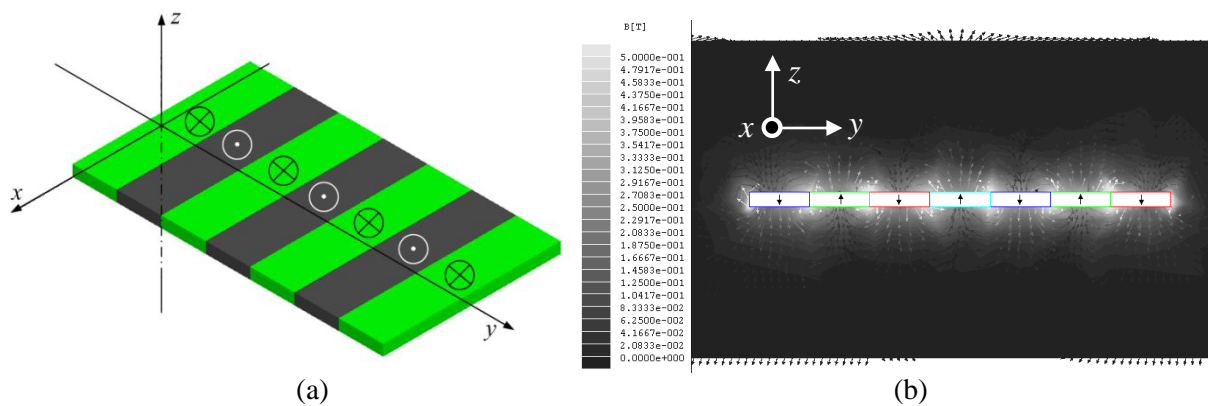 z
x
y
(a)
B[T]
5.0000e-001
4.7917e-001
4.5833e-001
4.3750e-001
4.1667e-001
3.9583e-001
3.7500e-001
3.5417e-001
3.3333e-001
3.1250e-001
2.9167e-001
2.7083e-001
2.5000e-001
2.2917e-001
2.0833e-001
1.8750e-001
1.6667e-001
1.4583e-001
1.2500e-001
1.0417e-001
8.3333e-002
6.2500e-002
4.1667e-002
2.0833e-002
0.0000e+000
z
x
y
(b)